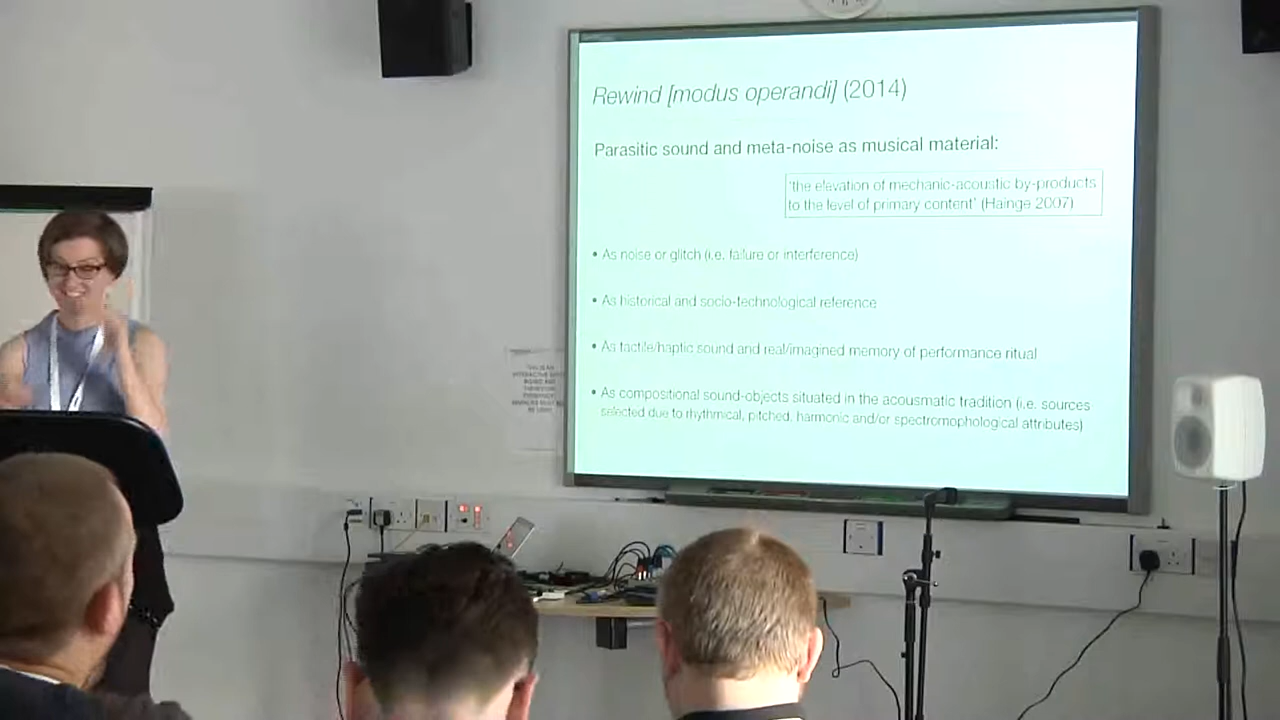 Rewind [modus operandi] (2014)
Parasitic sound and meta-noise as musical material:
'the elevation of mechanic-acoustic by-products
to the level of primary content' (Hainge 2007)
• As noise or glitch (i.e. failure or interference)
• As historical and socio-technological reference
• As tactile/haptic sound and real/imagined memory of performance ritual
• As compositional sound-objects situated in the acousmatic tradition (i.e. sources
selected due to rhythmical, pitched, harmonic and/or spectromophological attributes)